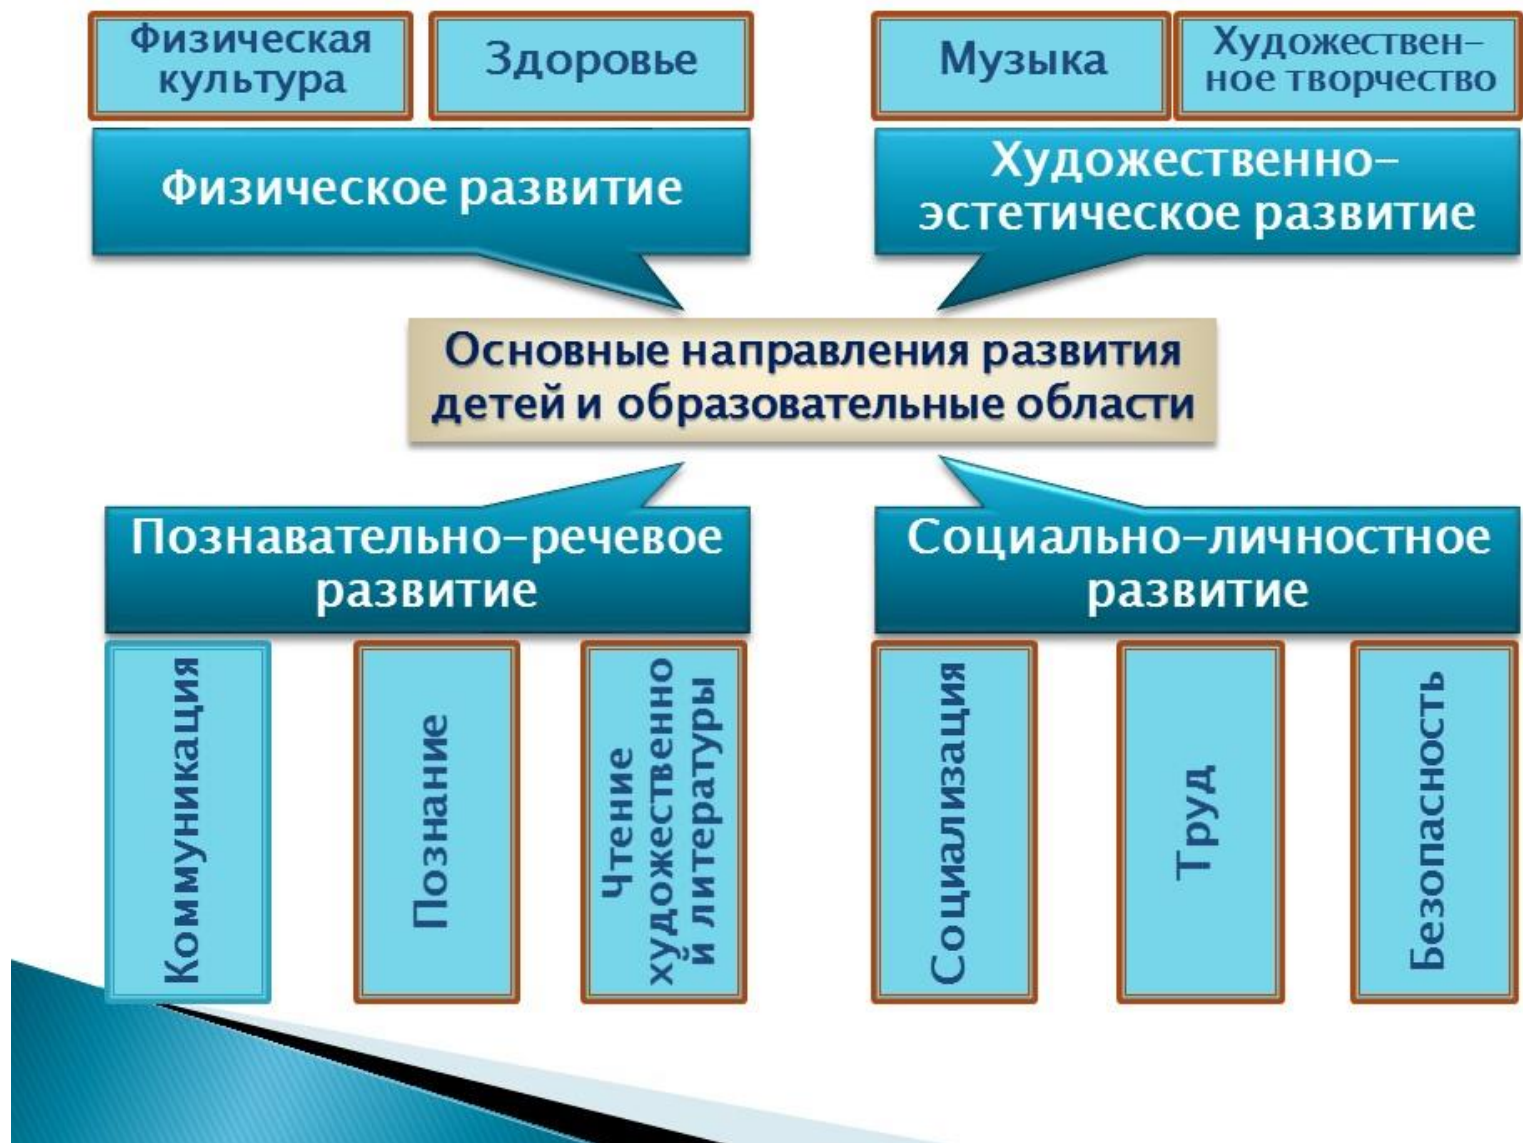 Физическая
культура
Здоровье
Музыка
Художествен-
ное творчество
Физическое развитие
Художественно-
эстетическое развитие
Основные направления развития
детей и образовательные области
Познавательно-речевое
развитие
Социально-личностное
развитие
Коммуникация
Познание
Чтение
художественно
й литературы
Социализация
Труд
Безопасность